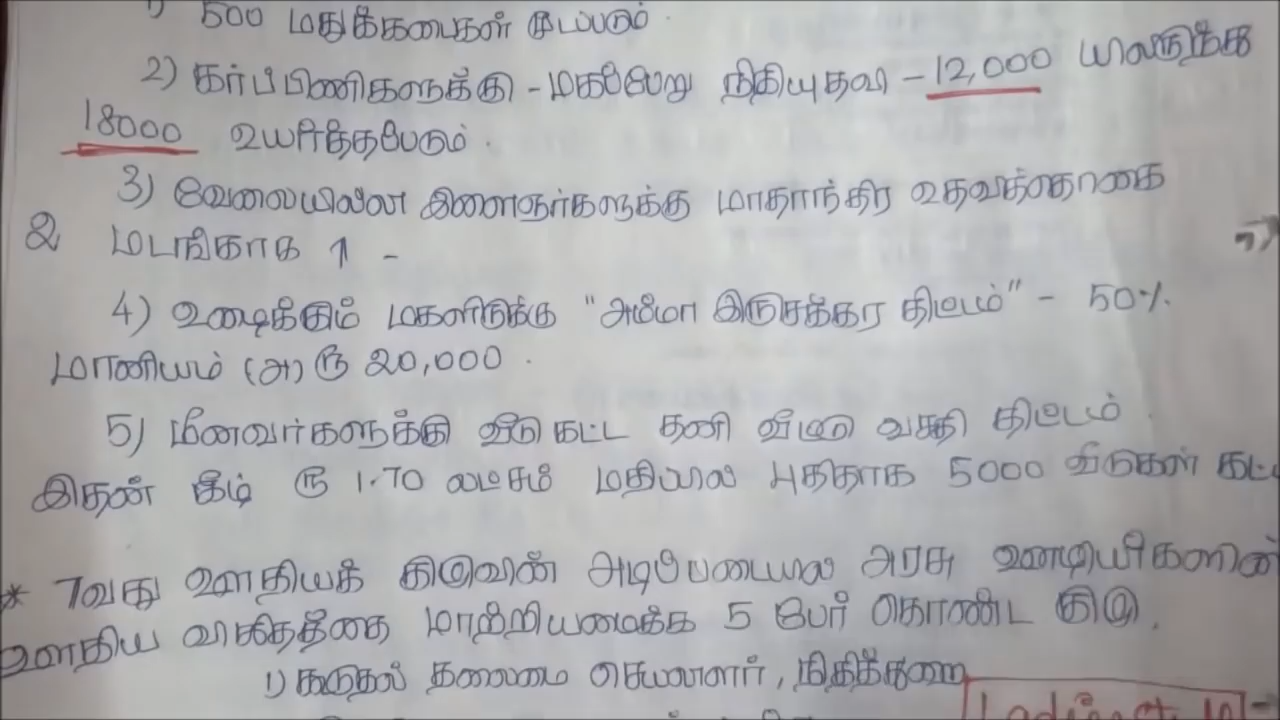 1) 500 மதுக்கடைகள் மூடப்படும்
2) கர்ப்பிணிகளுக்கு - மகப்பேறு நிதியுதவி - 12,000 யிலிருந்து
18000 உயர்த்தபடும்.
3) வேலையில்லா இளைஞர்களுக்கு மாதாந்திர உதவித்தொகை
2 மடங்காக ↑ -
4) உழைக்கும் மகளிருக்கு "அம்மா இருசக்கர திட்டம்" - 50%
மானியம் (அ) ரூ 20,000.
5) மீனவர்களுக்கு வீடு கட்ட தனி வீட்டு வசதி திட்டம்.
இதன் கீழ் ரூ 1.70 லட்சம் மதிப்பில் புதிதாக 5000 வீடுகள்
* 7வது ஊதியக் குழுவின் அடிப்படையில் அரசு ஊழியர்களின்
ஊதிய விகிதத்தை மாற்றியமைக்க 5 பேர் கொண்ட குழு.
1) கூடுதல் தலைமை செயலாளர், நிதித்துறை